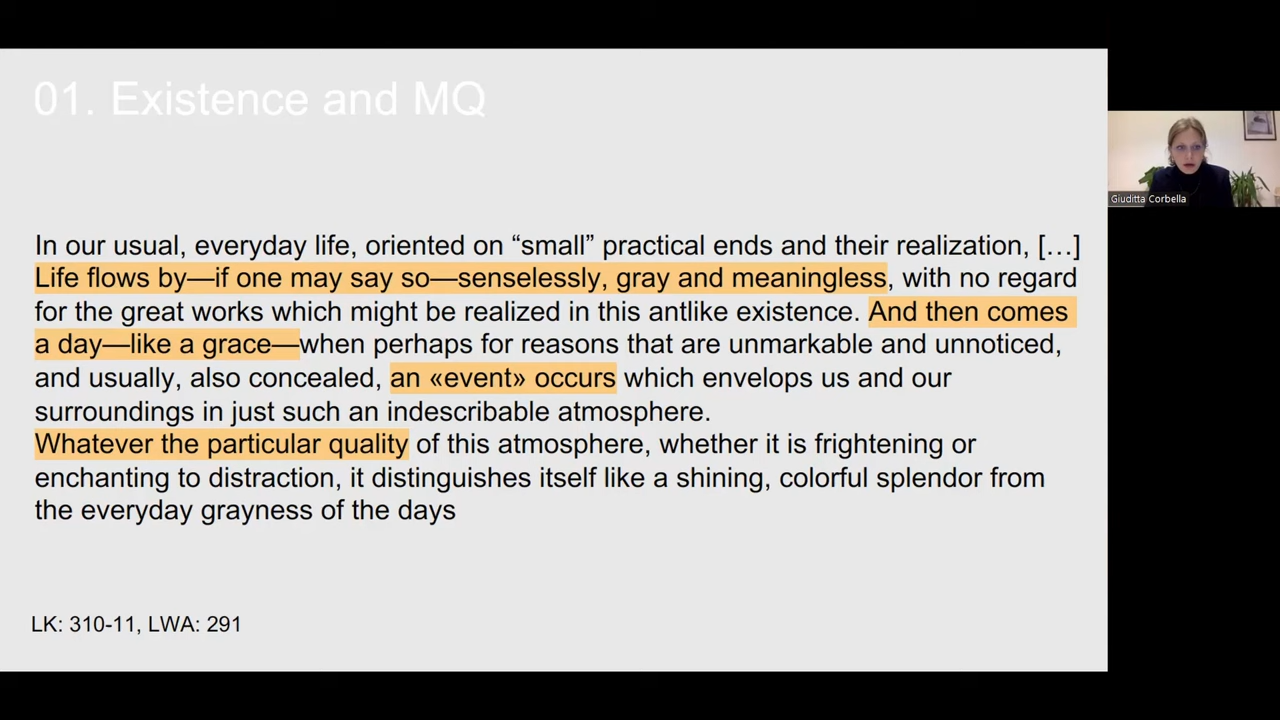 01. Existence and MQ
In our usual, everyday life, oriented on “small” practical ends and their realization, […]
Life flows by—if one may say so—senselessly, gray and meaningless, with no regard
for the great works which might be realized in this antlike existence. And then comes
a day—like a grace—when perhaps for reasons that are unmarkable and unnoticed,
and usually, also concealed, an «event» occurs which envelops us and our
surroundings in just such an indescribable atmosphere.
Whatever the particular quality of this atmosphere, whether it is frightening or
enchanting to distraction, it distinguishes itself like a shining, colorful splendor from
the everyday grayness of the days
LK: 310-11, LWA: 291
Giuditta Corbella